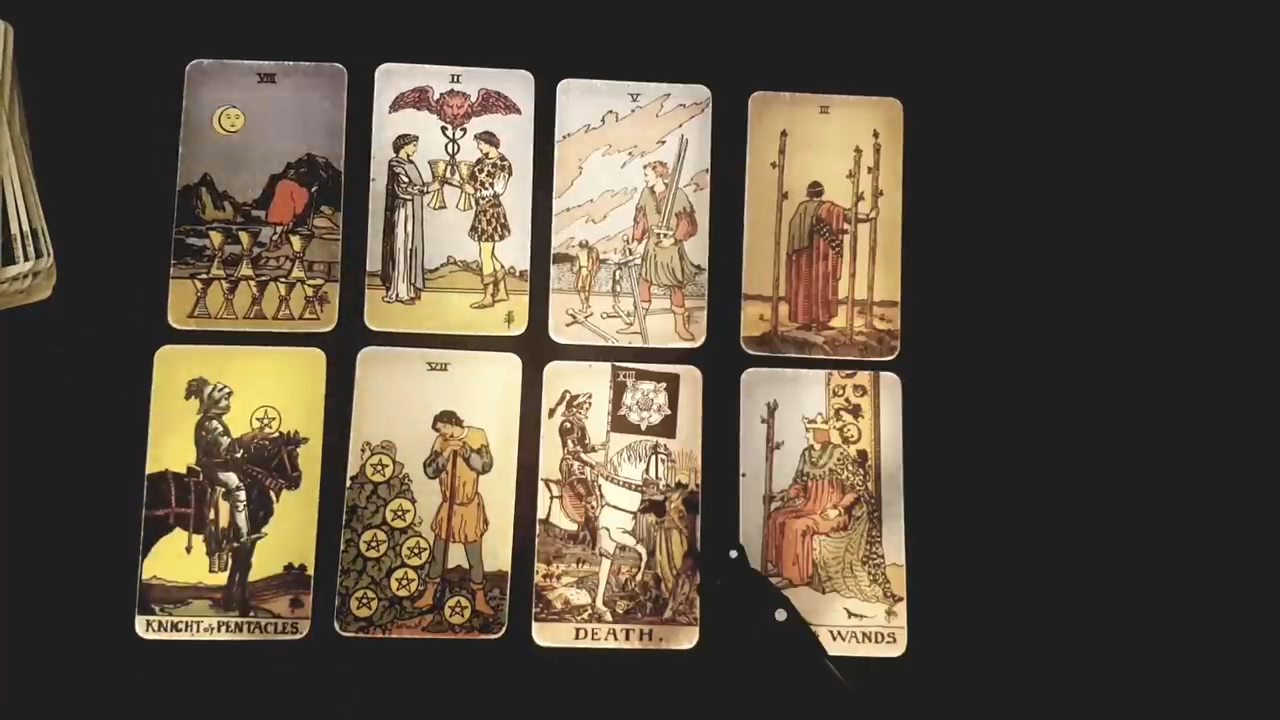 VIII
II
V
III
KNIGHT of PENTACLES.
VII
XIII
DEATH.
WANDS